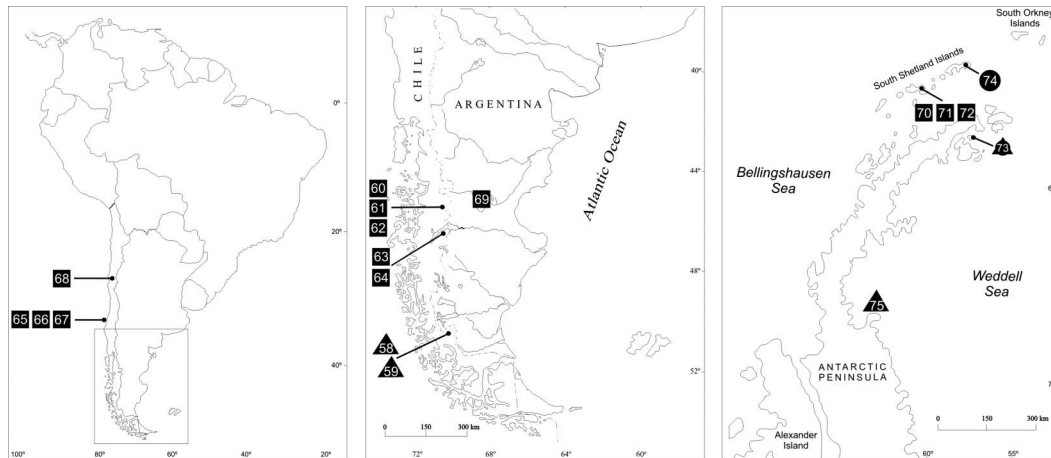 0°
20°
40°
100°
80°
60°
40°
20°
68
65 66 67
CHILE
ARGENTINA
Atlantic Ocean
60
61
62
63
64
69
58
59
40°
44°
48°
52°
72°
68°
64°
60°
0 150 300 km
South Orkney
Islands
South Shetland Islands
74
70 71 72
73
Bellingshausen
Sea
Weddell
Sea
75
ANTARCTIC
PENINSULA
Alexander
Island
0 150 300 km
60°
55°